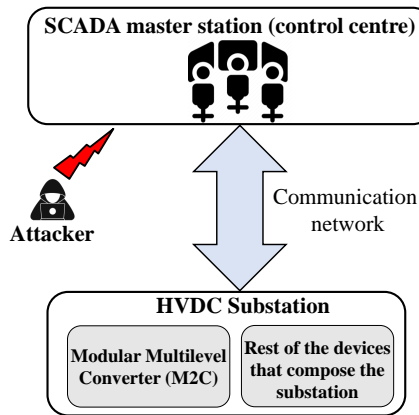 SCADA master station (control centre)
Attacker
Communication
network
HVDC Substation
Modular Multilevel
Converter (M2C)
Rest of the devices
that compose the
substation